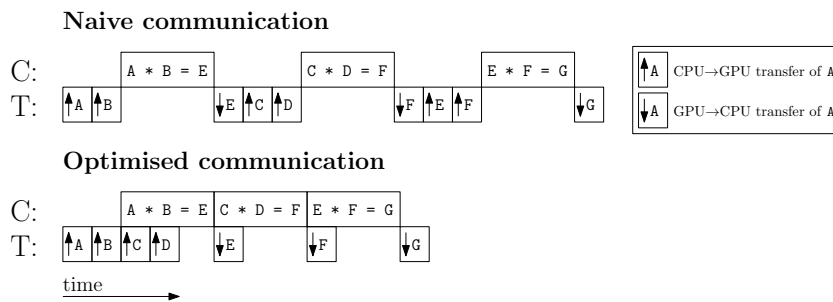 Naive communication
C: A * B = E C * D = F E * F = G
T: ↑A ↑B ↓E ↑C ↑D ↓F ↑E ↑F ↓G
↑A CPU→GPU transfer of A
↓A GPU→CPU transfer of A
Optimised communication
C: A * B = E C * D = F E * F = G
T: ↑A ↑B ↑C ↑D ↓E ↓F ↓G
time